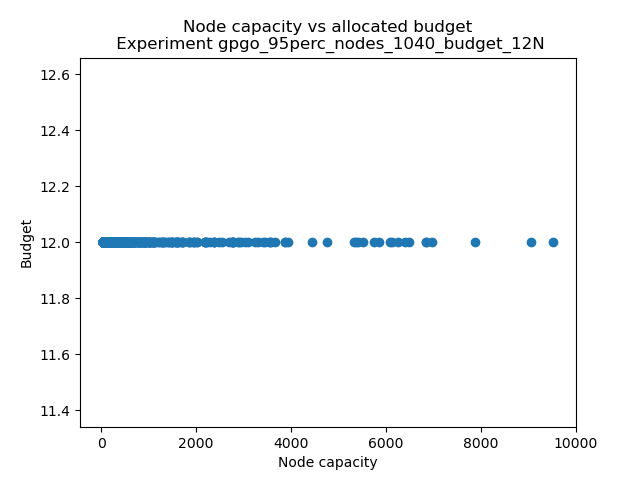 Node capacity vs allocated budget
Experiment gpgo_95perc_nodes_1040_budget_12N
12.6
12.4
12.2
12.0
11.8
11.6
11.4
Budget
0 2000 4000 6000 8000 10000
Node capacity